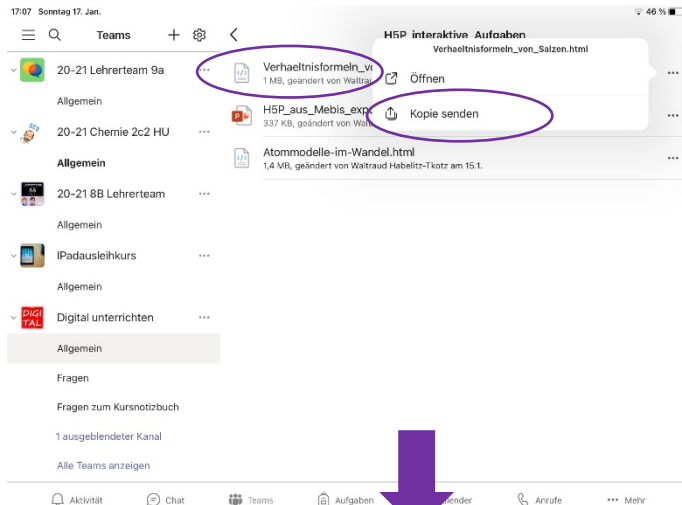 17:07 Sonntag 17. Jan.
46 %
Teams
H5P_interaktive_Aufgaben
Verhaeltnisformeln_von_Salzen.html
Öffnen
Kopie senden
20-21 Lehrerteam 9a
Allgemein
20-21 Chemie 2c2 HU
Allgemein
20-21 8B Lehrerteam
Allgemein
IPadausleihkurs
Allgemein
Digital unterrichten
Allgemein
Fragen
Fragen zum Kursnotizbuch
1 ausgeblendeter Kanal
Alle Teams anzeigen
Verhaeltnisformeln_vo
1 MB, geändert von Waltrau
H5P_aus_Mebis_expo
337 KB, geändert von Walt
Atommodelle-im-Wandel.html
1,4 MB, geändert von Waltraud Habelitz-Tkotz am 15.1.
DIGI
TAL
Aktivität
Chat
Teams
Aufgaben
ender
Anrufe
Mehr